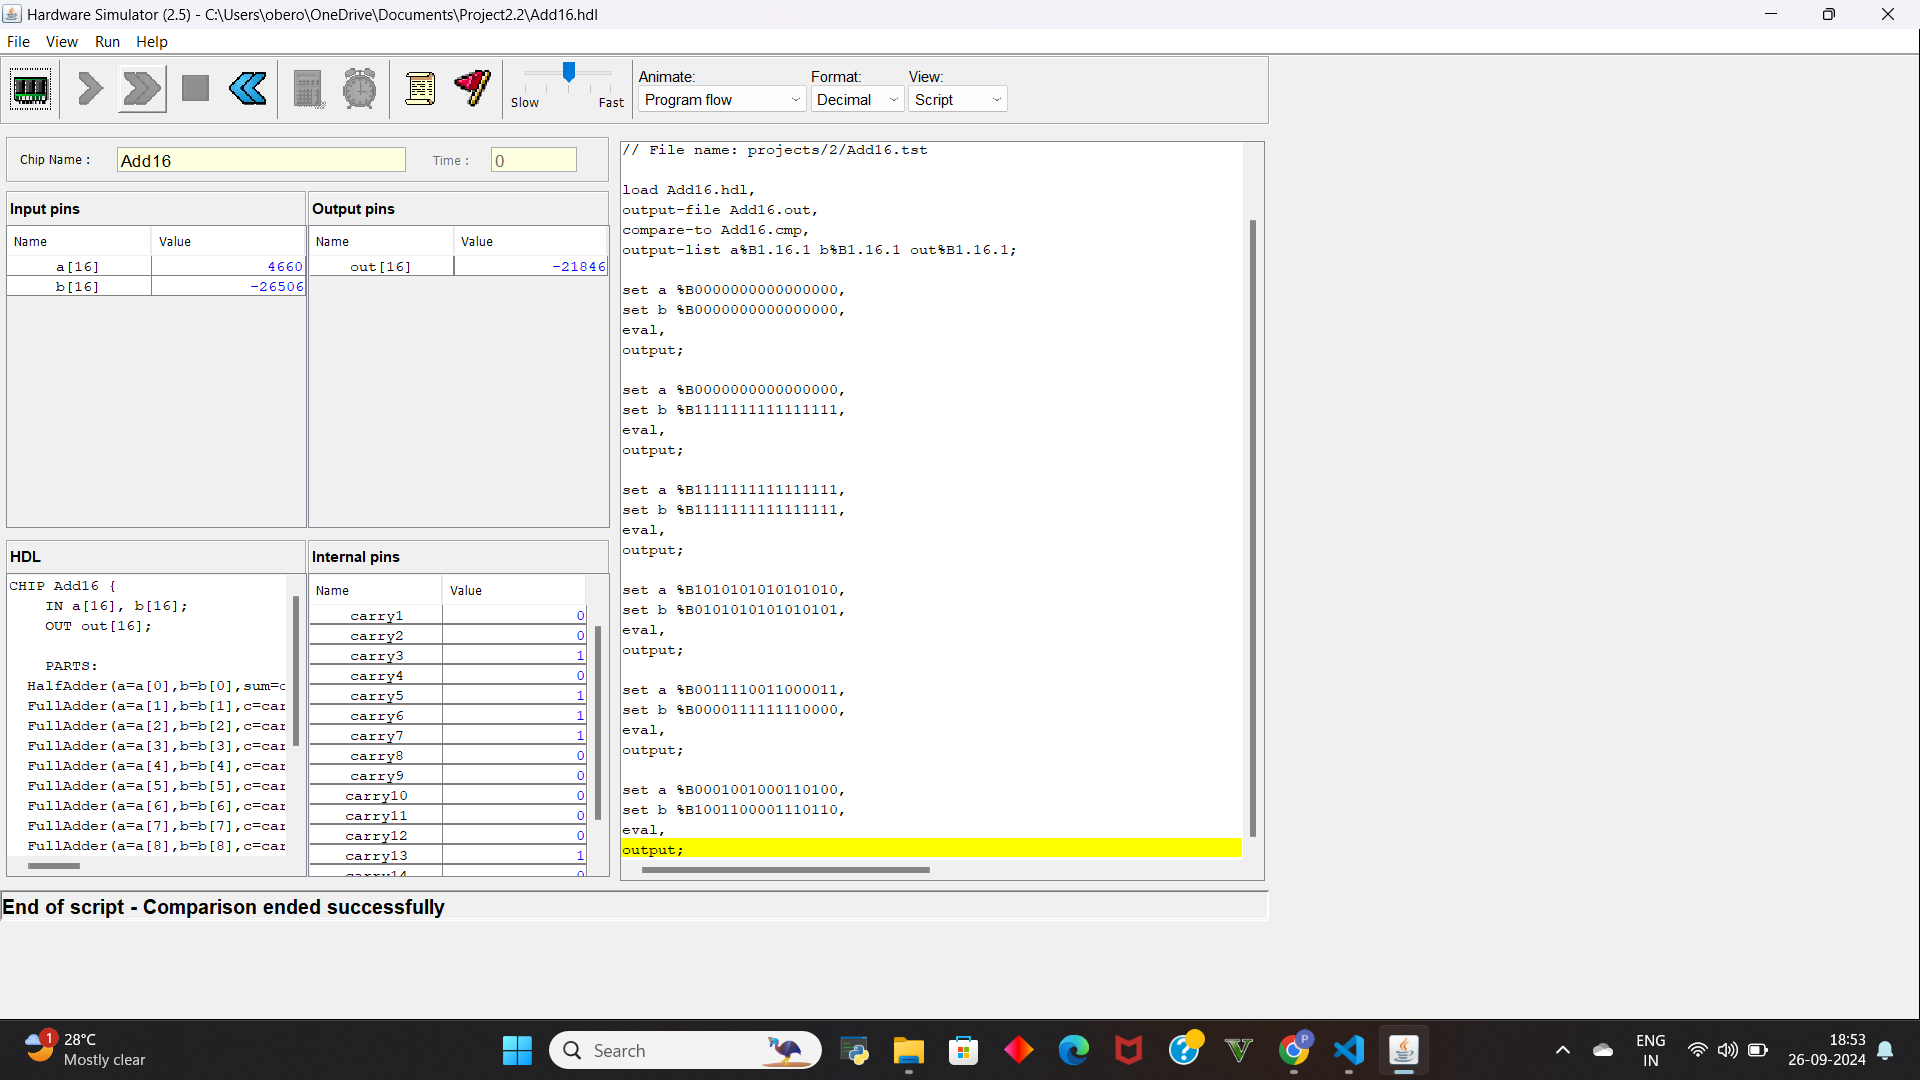 Hardware Simulator (2.5) - C:\Users\obero\OneDrive\Documents\Project2.2\Add16.hdl
File View Run Help
Slow Fast
Animate:
Program flow
Format:
Decimal
View:
Script
Chip Name :
Add16
Time :
0
Input pins
Name Value
a[16] 4660
b[16] -26506
Output pins
Name Value
out[16] -21846
HDL
CHIP Add16 {
IN a[16], b[16];
OUT out[16];
PARTS:
HalfAdder(a=a[0],b=b[0],sum=
FullAdder(a=a[1],b=b[1],c=car
FullAdder(a=a[2],b=b[2],c=car
FullAdder(a=a[3],b=b[3],c=car
FullAdder(a=a[4],b=b[4],c=car
FullAdder(a=a[5],b=b[5],c=car
FullAdder(a=a[6],b=b[6],c=car
FullAdder(a=a[7],b=b[7],c=car
FullAdder(a=a[8],b=b[8],c=car
Internal pins
Name Value
carry1 0
carry2 0
carry3 1
carry4 0
carry5 1
carry6 1
carry7 1
carry8 0
carry9 0
carry10 0
carry11 0
carry12 0
carry13 1
carry14 0
// File name: projects/2/Add16.tst
load Add16.hdl,
output-file Add16.out,
compare-to Add16.cmp,
output-list a%B1.16.1 b%B1.16.1 out%B1.16.1;
set a %B0000000000000000,
set b %B0000000000000000,
eval,
output;
set a %B0000000000000000,
set b %B1111111111111111,
eval,
output;
set a %B1111111111111111,
set b %B1111111111111111,
eval,
output;
set a %B1010101010101010,
set b %B0101010101010101,
eval,
output;
set a %B0011110011000011,
set b %B0000111111110000,
eval,
output;
set a %B0001001000110100,
set b %B1001100001110110,
eval,
output;
End of script - Comparison ended successfully
1
28°C
Mostly clear
Search
P
ENG
IN
18:53
26-09-2024